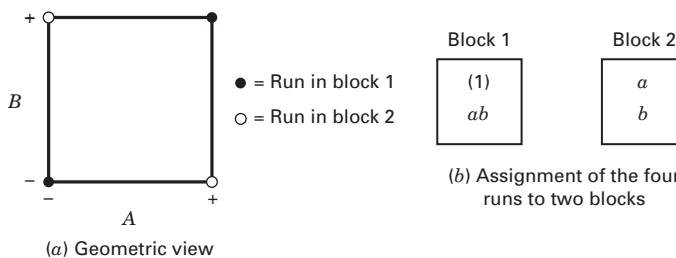 +
B
−
−
+
A
● = Run in block 1
○ = Run in block 2
(a) Geometric view
Block 1
(1)
ab
Block 2
a
b
(b) Assignment of the four
runs to two blocks